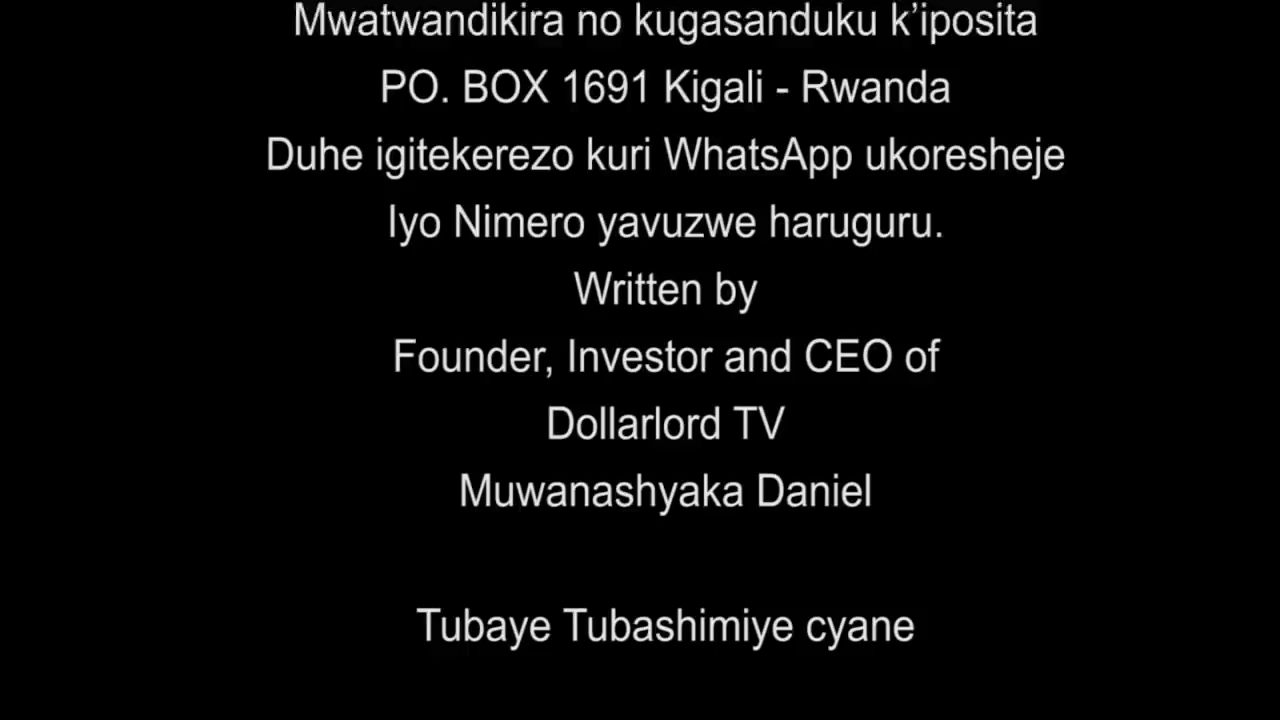 Mwatwandikira no kugasanduku k’iposita
PO. BOX 1691 Kigali - Rwanda
Duhe igitekerezo kuri WhatsApp ukoresheje
Iyo Nimero yavuzwe haruguru.
Written by
Founder, Investor and CEO of
Dollarlord TV
Muwanashyaka Daniel
Tubaye Tubashimiye cyane